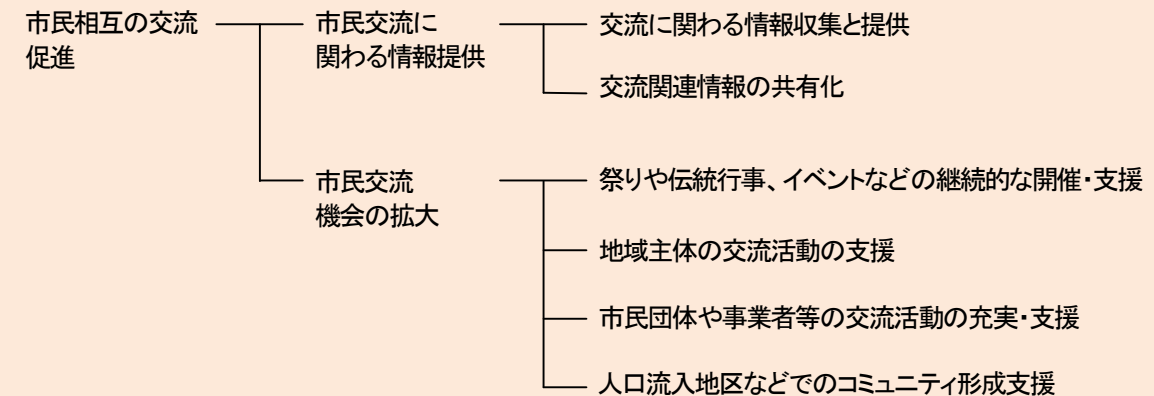 市民相互の交流
促進
市民交流に
関わる情報提供
交流に関わる情報収集と提供
交流関連情報の共有化
市民交流
機会の拡大
祭りや伝統行事、イベントなどの継続的な開催・支援
地域主体の交流活動の支援
市民団体や事業者等の交流活動の充実・支援
人口流入地区などでのコミュニティ形成支援